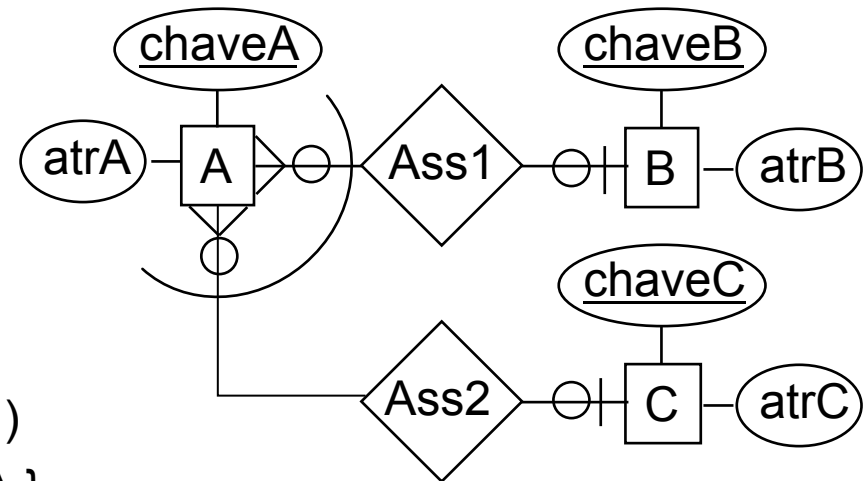 chaveA chaveB
atrA A Ass1 B atrB
chaveC
Ass2 C atrC
)
}